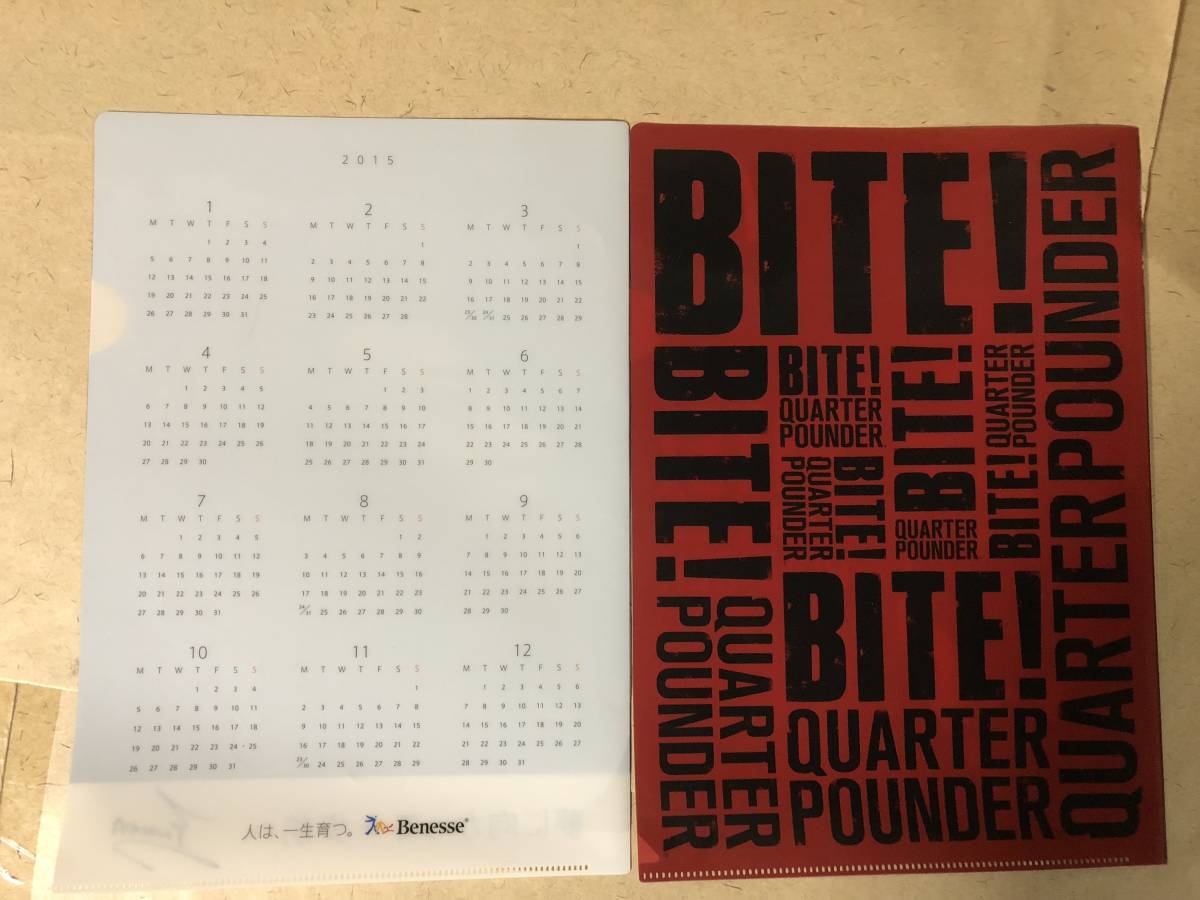 2015
1
M T W T F S S
1 2 3 4
5 6 7 8 9 10 11
12 13 14 15 16 17 18
19 20 21 22 23 24 25
26 27 28 29 30 31
2
M T W T F S S
1
2 3 4 5 6 7 8
9 10 11 12 13 14 15
16 17 18 19 20 21 22
23 24 25 26 27 28
3
M T W T F S S
1
2 3 4 5 6 7 8
9 10 11 12 13 14 15
16 17 18 19 20 21 22
23/30 24/31 25 26 27 28 29
4
M T W T F S S
1 2 3 4 5
6 7 8 9 10 11 12
13 14 15 16 17 18 19
20 21 22 23 24 25 26
27 28 29 30
5
M T W T F S S
1 2 3
4 5 6 7 8 9 10
11 12 13 14 15 16 17
18 19 20 21 22 23 24
25 26 27 28 29 30 31
6
M T W T F S S
1 2 3 4 5 6 7
8 9 10 11 12 13 14
15 16 17 18 19 20 21
22 23 24 25 26 27 28
29 30
7
M T W T F S S
1 2 3 4 5
6 7 8 9 10 11 12
13 14 15 16 17 18 19
20 21 22 23 24 25 26
27 28 29 30 31
8
M T W T F S S
1 2
3 4 5 6 7 8 9
10 11 12 13 14 15 16
17 18 19 20 21 22 23
24/31 25 26 27 28 29 30
9
M T W T F S S
1 2 3 4 5 6
7 8 9 10 11 12 13
14 15 16 17 18 19 20
21 22 23 24 25 26 27
28 29 30
10
M T W T F S S
1 2 3 4
5 6 7 8 9 10 11
12 13 14 15 16 17 18
19 20 21 22 23 24 25
26 27 28 29 30 31
11
M T W T F S S
1
2 3 4 5 6 7 8
9 10 11 12 13 14 15
16 17 18 19 20 21 22
23/30 24 25 26 27 28 29
12
M T W T F S S
1 2 3 4 5 6
7 8 9 10 11 12 13
14 15 16 17 18 19 20
21 22 23 24 25 26 27
28 29 30 31
人は、一生育つ。 Benesse®
BITE!
QUARTER POUNDER
BITE!
QUARTER
POUNDER
BITE!
QUARTER
POUNDER
BITE!
QUARTER
POUNDER
BITE!
QUARTER
POUNDER
BITE!
QUARTER
POUNDER
BITE!
QUARTER
POUNDER